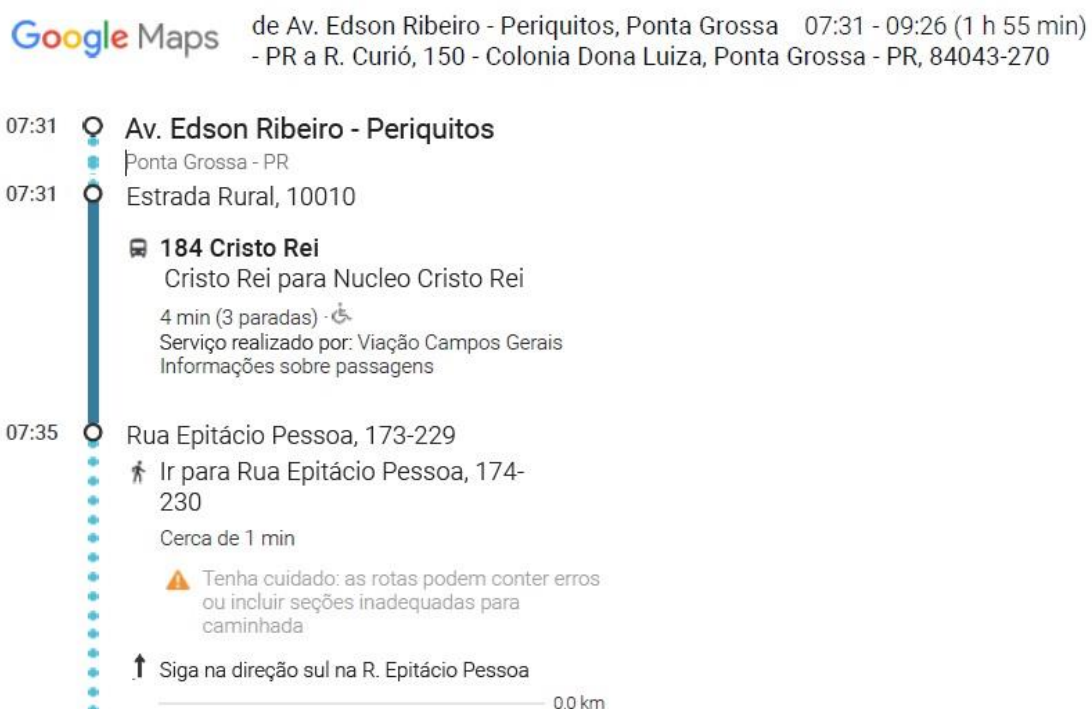 Google Maps
de Av. Edson Ribeiro - Periquitos, Ponta Grossa 07:31 - 09:26 (1 h 55 min)
- PR a R. Curió, 150 - Colonia Dona Luiza, Ponta Grossa - PR, 84043-270
07:31 Av. Edson Ribeiro - Periquitos
Ponta Grossa - PR
07:31 Estrada Rural, 10010
184 Cristo Rei
Cristo Rei para Nucleo Cristo Rei
4 min (3 paradas) ·
Serviço realizado por: Viação Campos Gerais
Informações sobre passagens
07:35 Rua Epitácio Pessoa, 173-229
Ir para Rua Epitácio Pessoa, 174-
230
Cerca de 1 min
Tenha cuidado: as rotas podem conter erros
ou incluir seções inadequadas para
caminhada
Siga na direção sul na R. Epitácio Pessoa
0,0 km